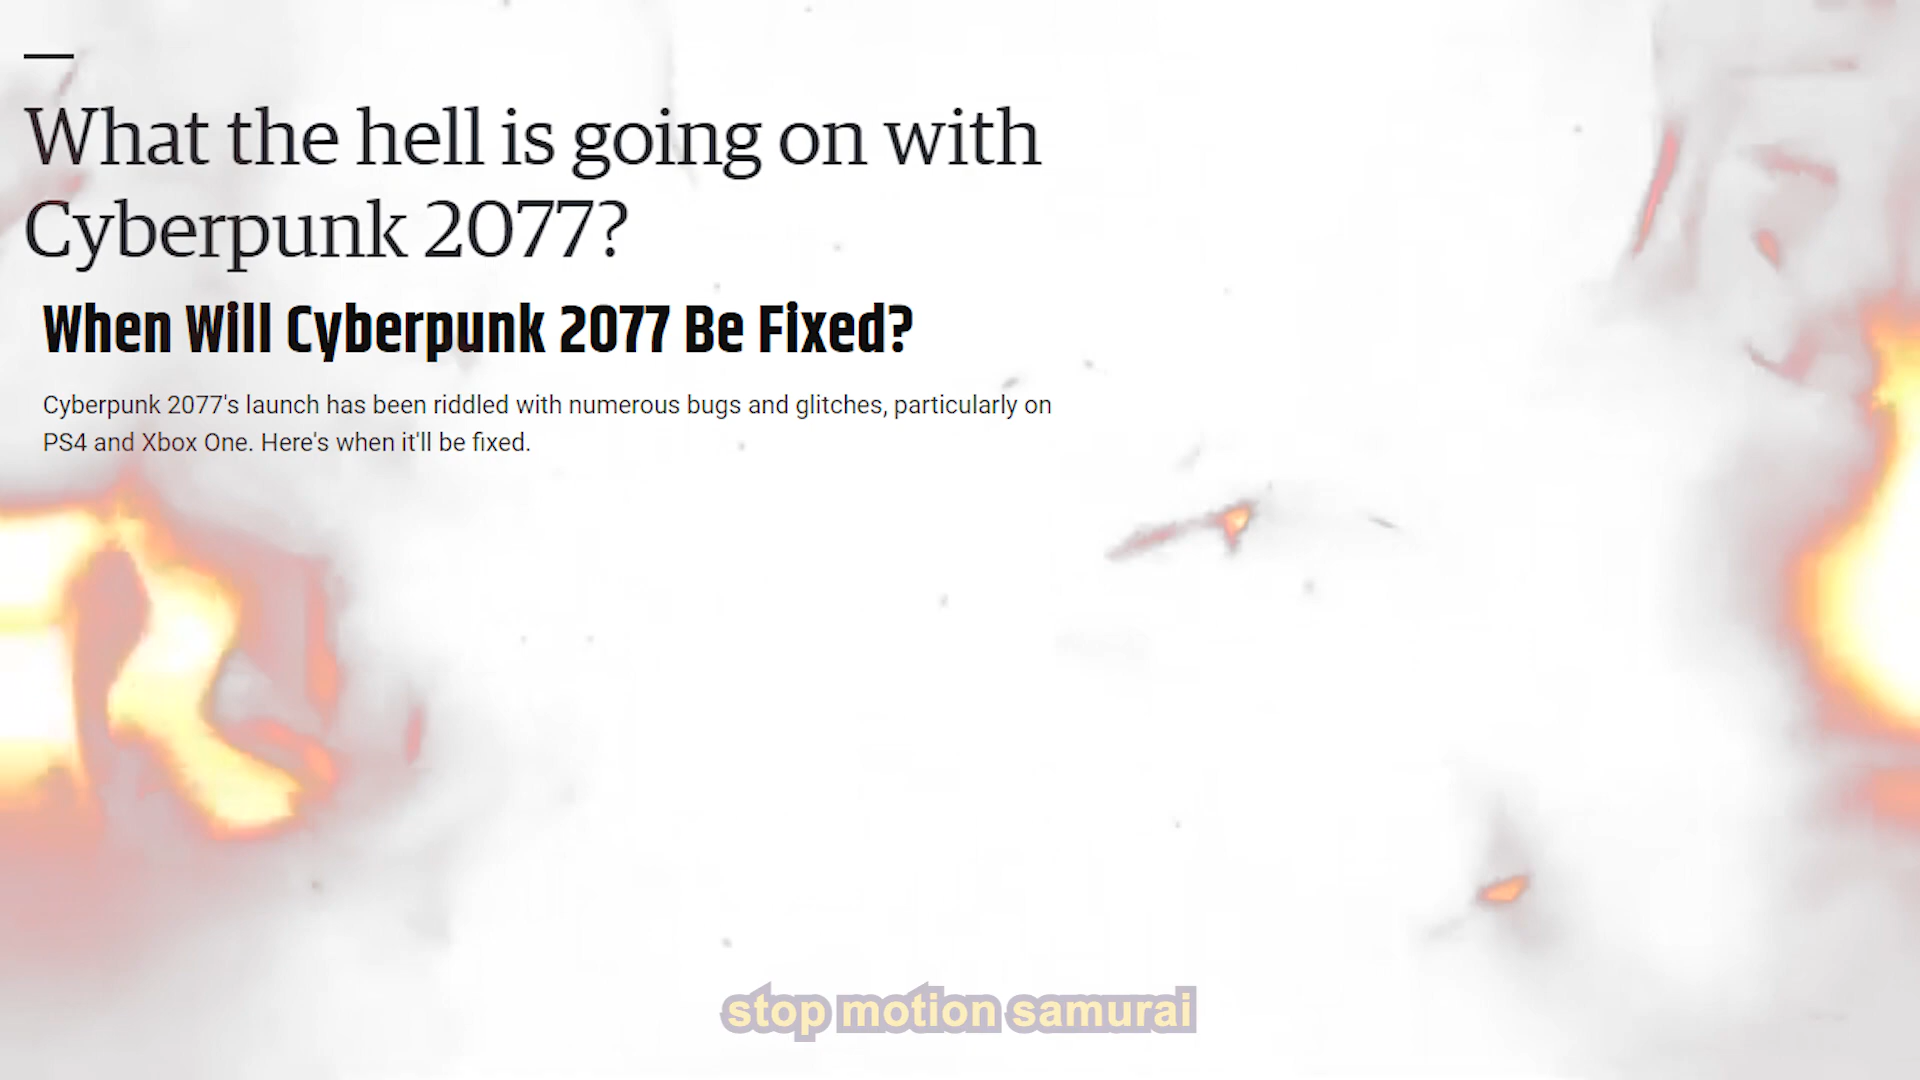 What the hell is going on with
Cyberpunk 2077?
When Will Cyberpunk 2077 Be Fixed?
Cyberpunk 2077's launch has been riddled with numerous bugs and glitches, particularly on
PS4 and Xbox One. Here's when it'll be fixed.
stop motion samurai